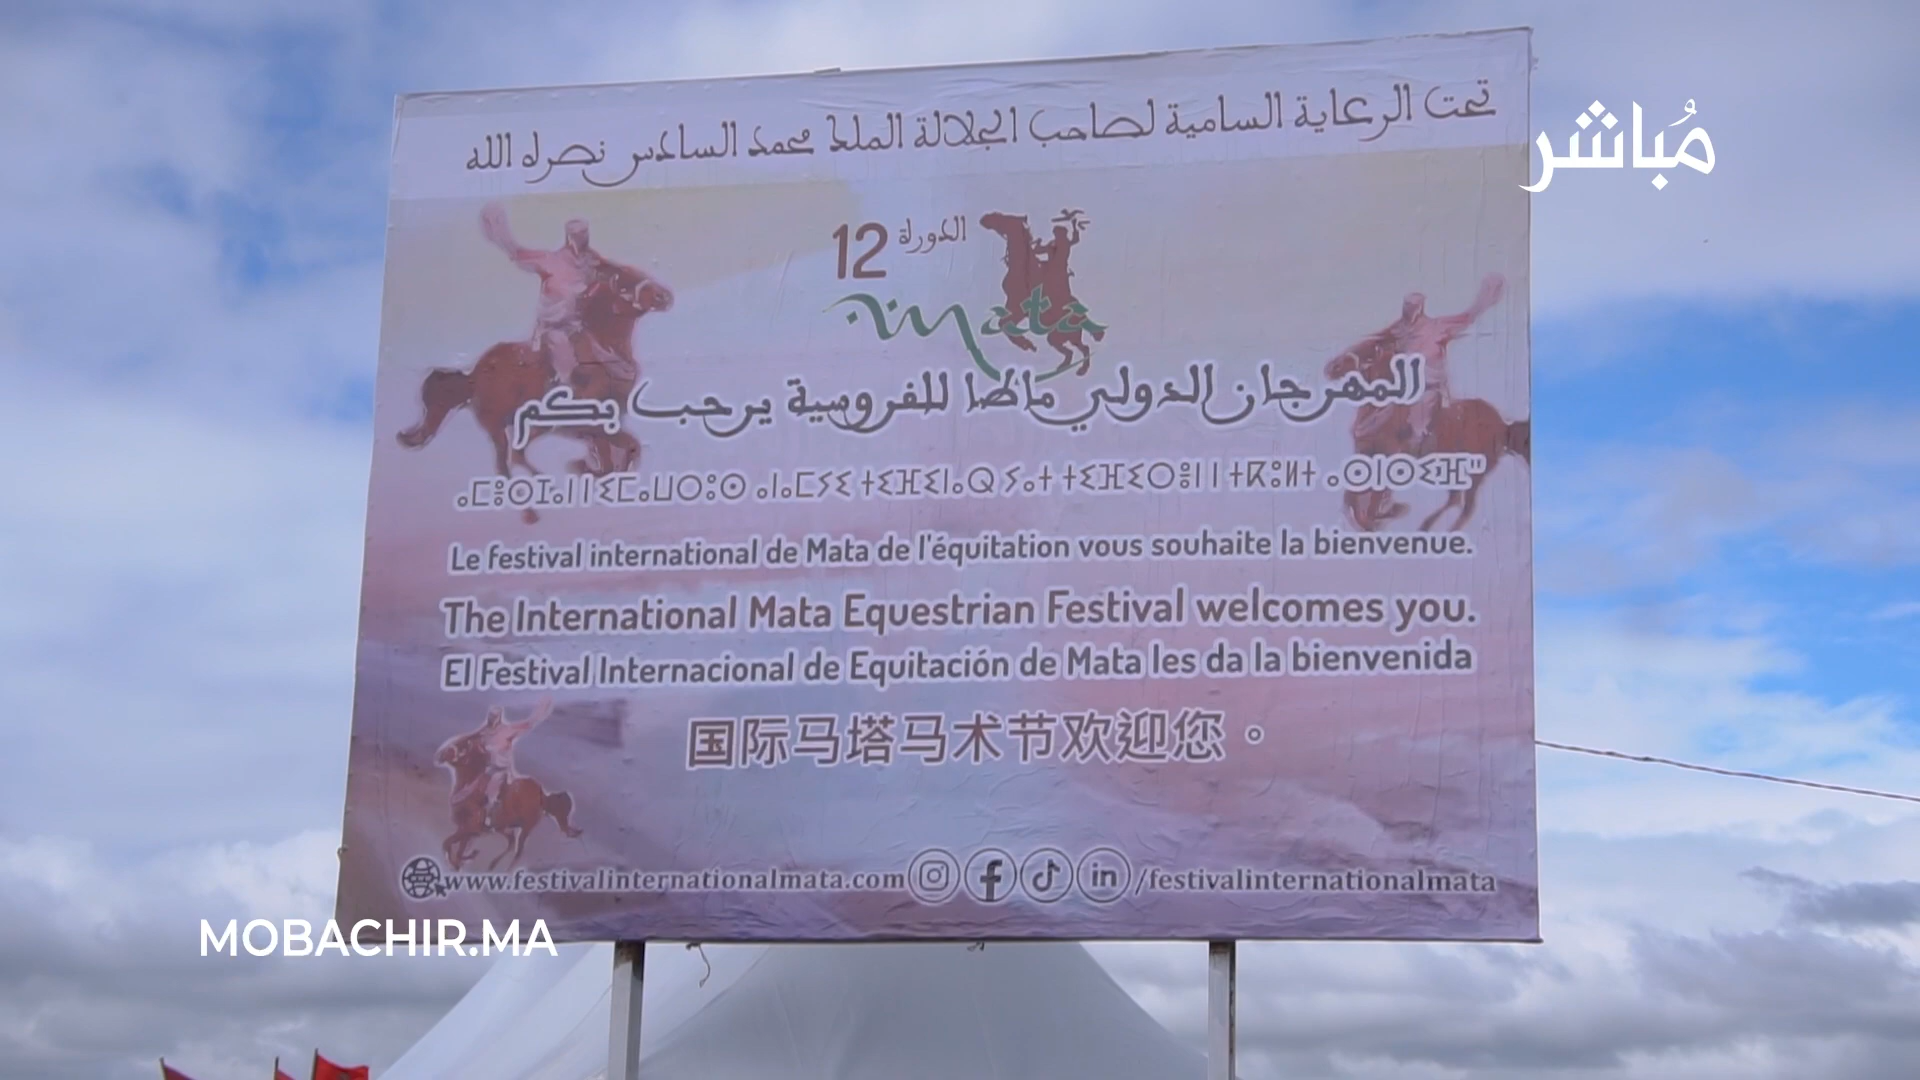 تحت الرعاية السامية لصاحب الجلالة الملك محمد السادس نصره الله
مُباشر
الدورة 12
Mata
المهرجان الدولي ماطا للفروسية يرحب بكم
Le festival international de Mata de l'équitation vous souhaite la bienvenue.
The International Mata Equestrian Festival welcomes you.
El Festival Internacional de Equitación de Mata les da la bienvenida
国际马塔马术节欢迎您。
www.festivalinternationalmata.com /festivalinternationalmata
MOBACHIR.MA